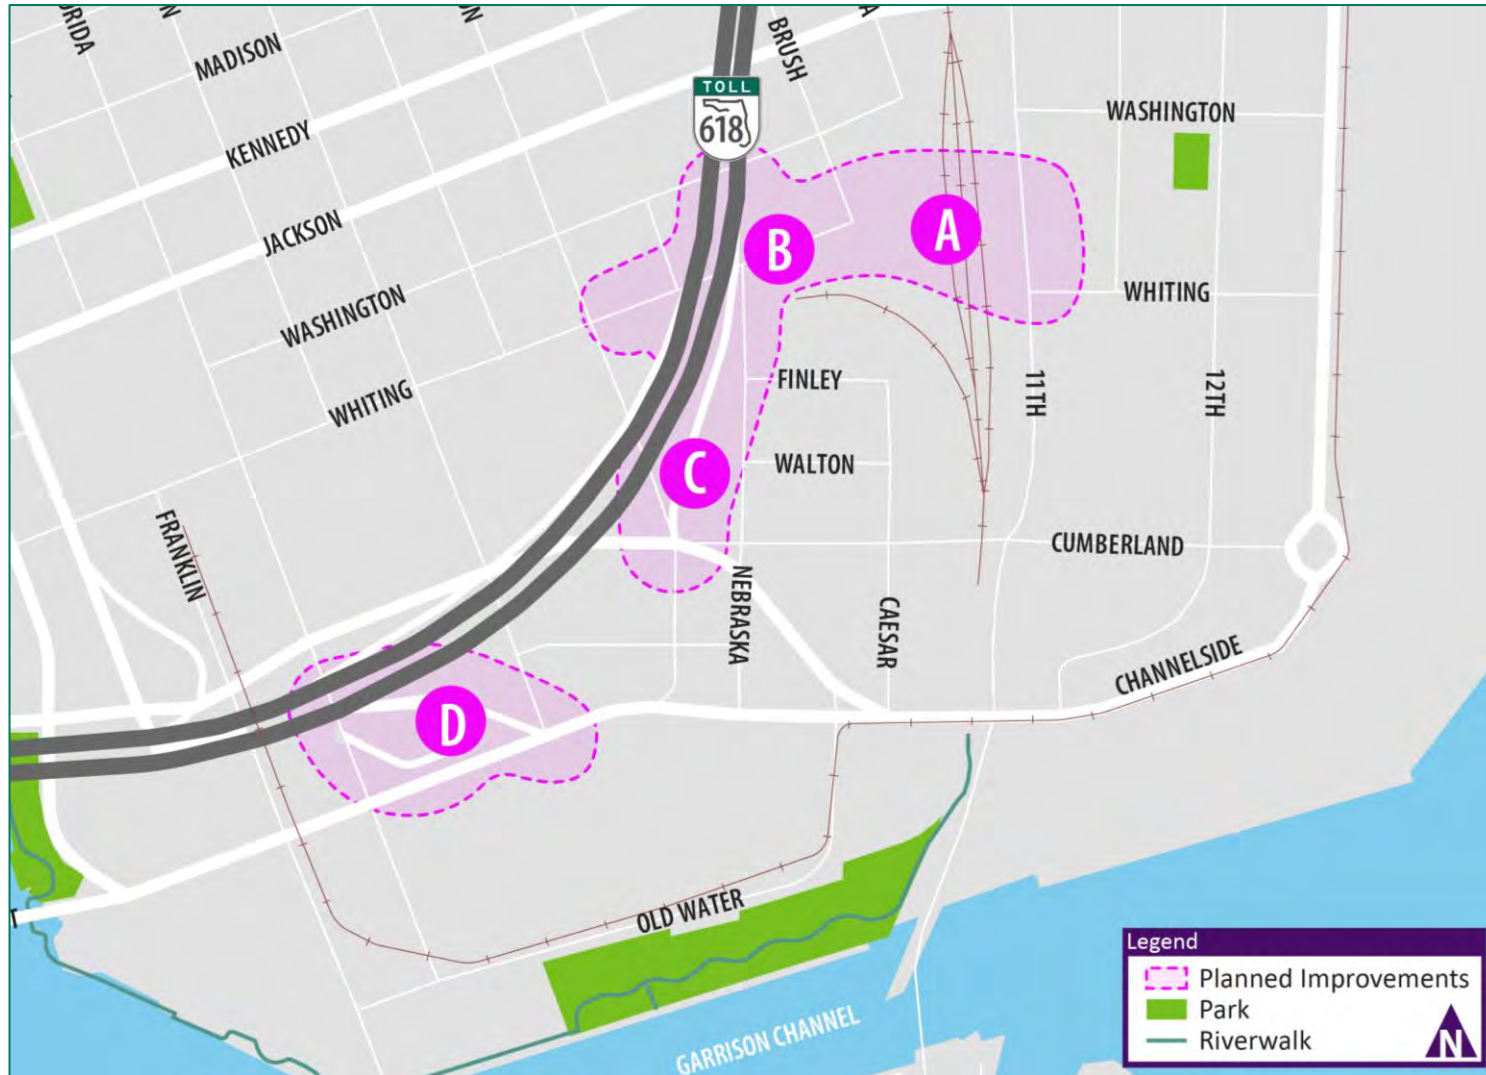 MADISON
BRUSH
KENNEDY
TOLL
618
WASHINGTON
JACKSON
A
B
WASHINGTON
WHITING
WHITING
FINLEY
11TH
12TH
C
WALTON
FRANKLIN
CUMBERLAND
NEBRASKA
CAESAR
CHANNELSIDE
D
OLD WATER
GARRISON CHANNEL
Legend
Planned Improvements
Park
Riverwalk
N